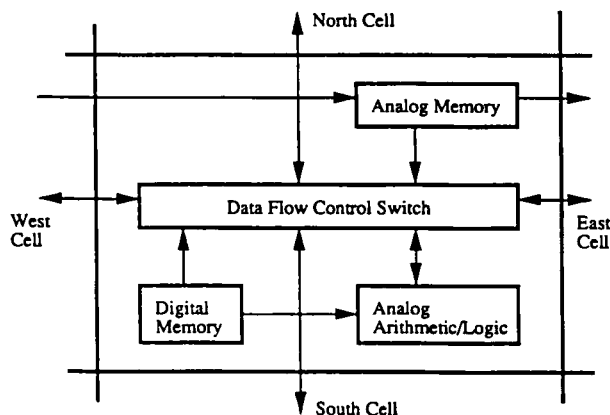 North Cell
Analog Memory
Data Flow Control Switch
West
Cell
East
Cell
Digital
Memory
Analog
Arithmetic/Logic
South Cell